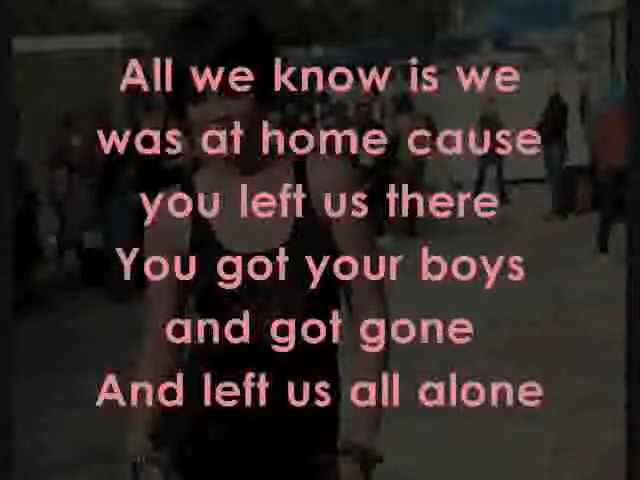 All we know is we
was at home cause
you left us there
You got your boys
and got gone
And left us all alone